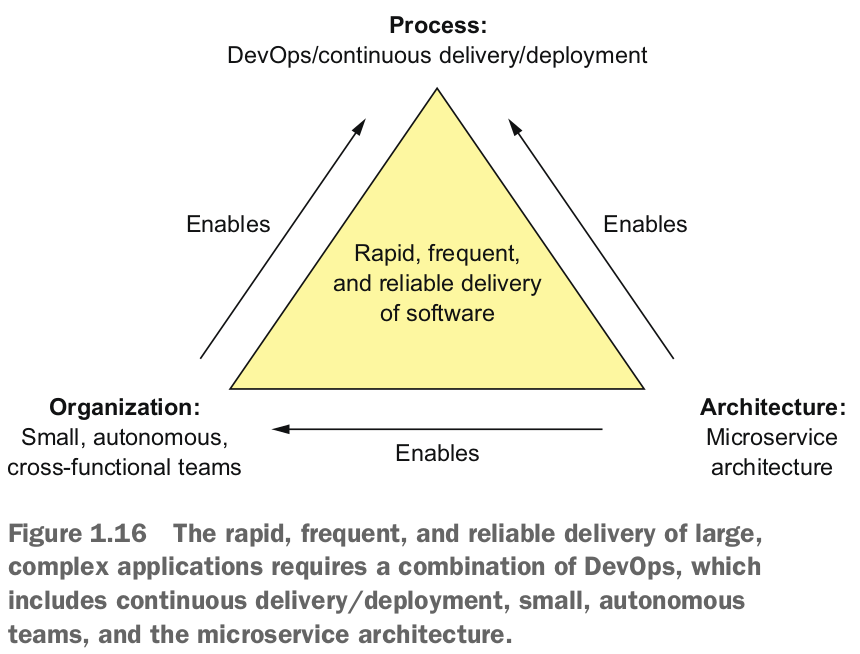 Process:
DevOps/continuous delivery/deployment
Enables
Enables
Rapid, frequent,
and reliable delivery
of software
Organization:
Small, autonomous,
cross-functional teams
Architecture:
Microservice
architecture
Enables
Figure 1.16 The rapid, frequent, and reliable delivery of large,
complex applications requires a combination of DevOps, which
includes continuous delivery/deployment, small, autonomous
teams, and the microservice architecture.